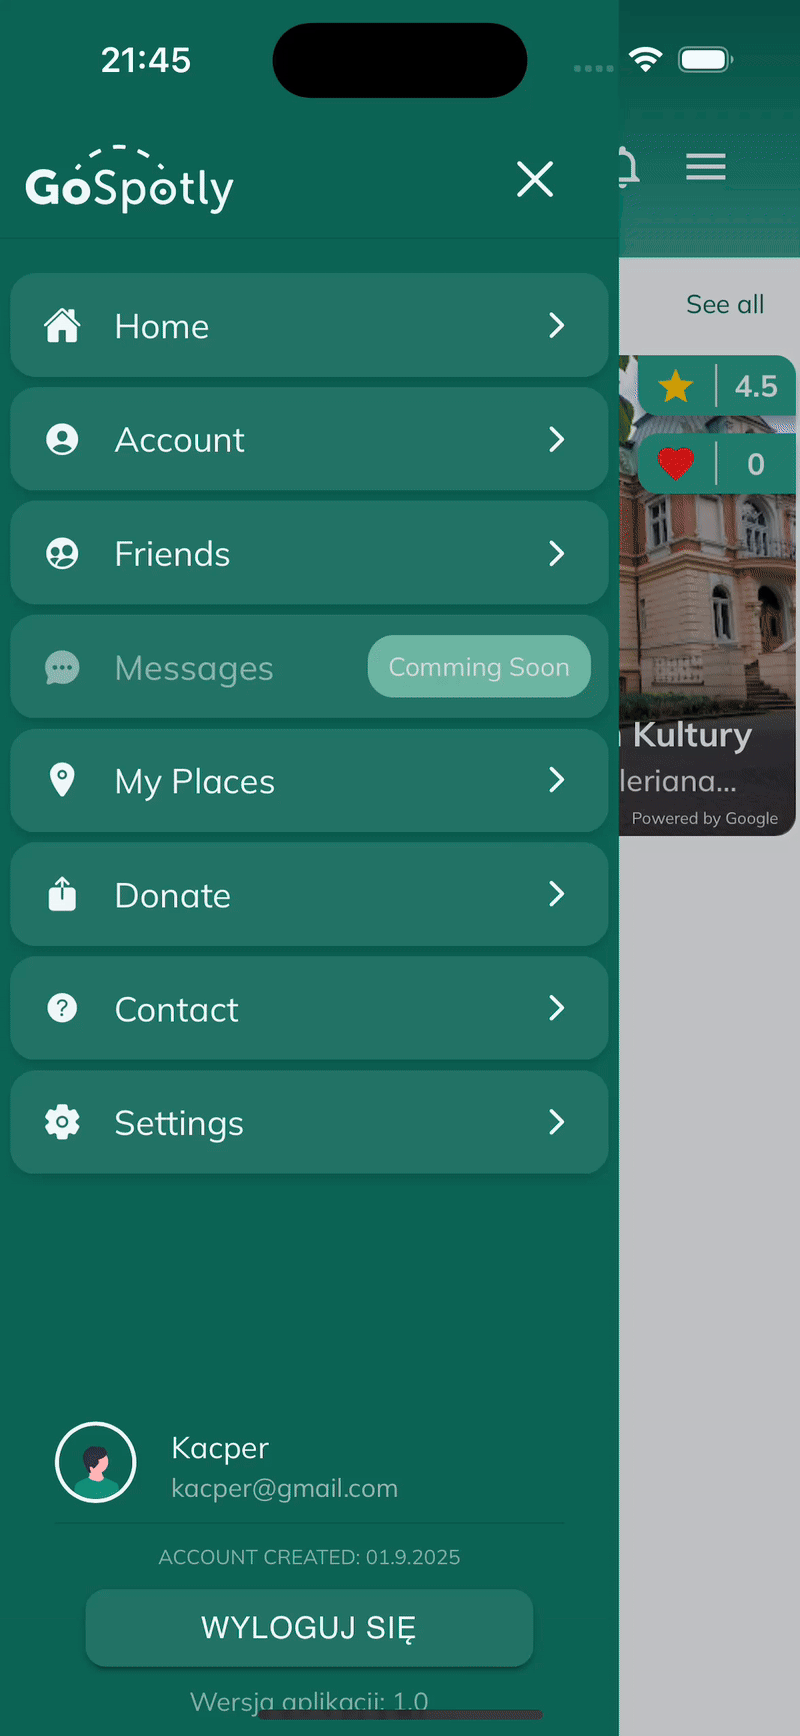 21:45
GoSpotly
See all
Home
4.5
Account
0
Friends
Messages
Comming Soon
Kultury
My Places
leriana...
Powered by Google
Donate
Contact
Settings
Kacper
kacper@gmail.com
ACCOUNT CREATED: 01.9.2025
WYLOGUJ SIĘ
Wersja aplikacji: 1.0